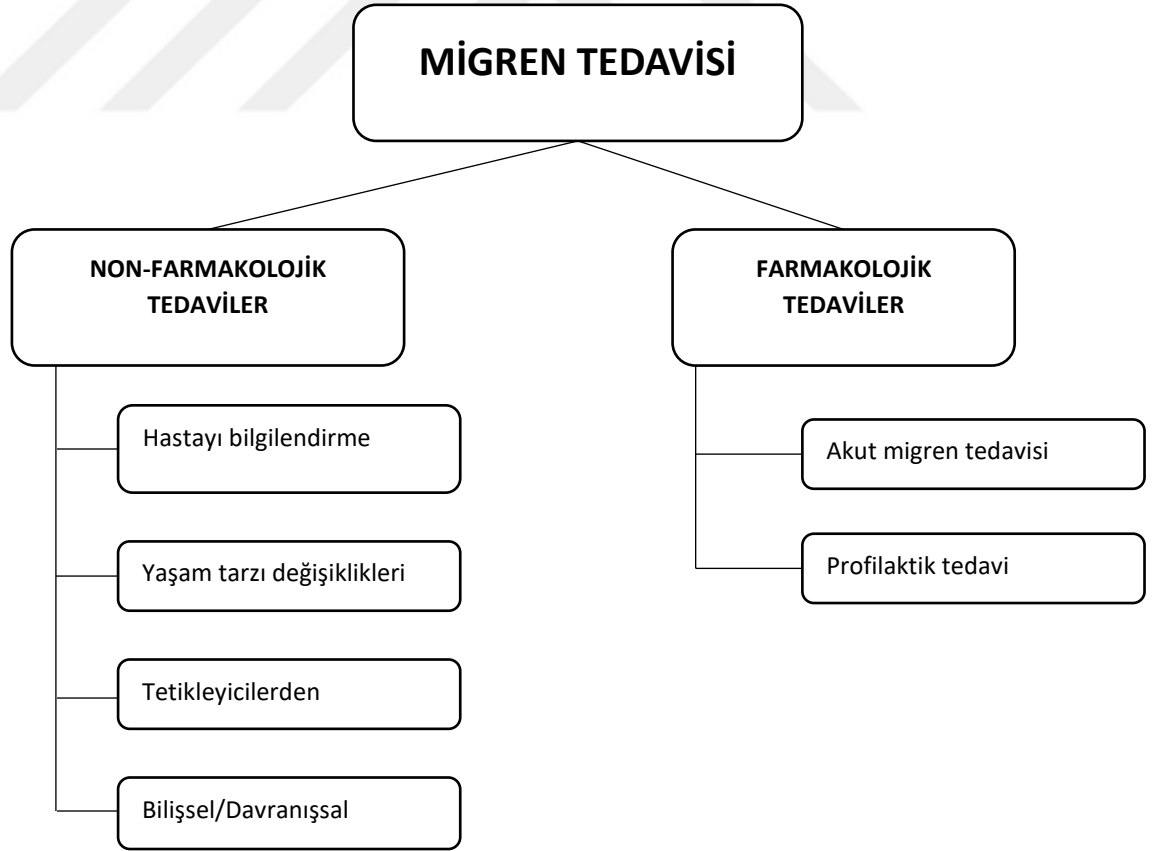 MİGREN TEDAVİSİ
NON-FARMAKOLOJİK
TEDAVİLER
Hastayı bilgilendirme
Yaşam tarzı değişiklikleri
Tetikleyicilerden
Bilişsel/Davranışsal
FARMAKOLOJİK
TEDAVİLER
Akut migren tedavisi
Profilaktik tedavi